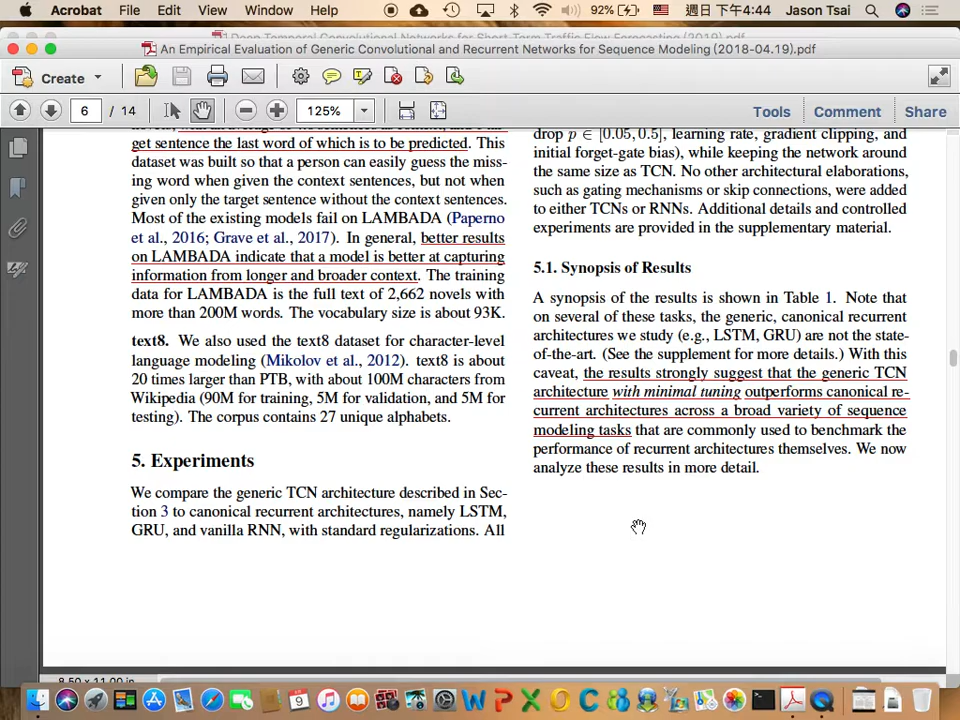 Acrobat File Edit View Window Help 92% 週日 下午4:44 Jason Tsai
Deep Temporal Convolutional Networks for Short-Term Traffic Flow Forecasting (2019).pdf
An Empirical Evaluation of Generic Convolutional and Recurrent Networks for Sequence Modeling (2018-04.19).pdf
Create
6 / 14 125% Tools Comment Share
get sentence the last word of which is to be predicted. This
dataset was built so that a person can easily guess the miss-
ing word when given the context sentences, but not when
given only the target sentence without the context sentences.
Most of the existing models fail on LAMBADA (Paperno
et al., 2016; Grave et al., 2017). In general, better results
on LAMBADA indicate that a model is better at capturing
information from longer and broader context. The training
data for LAMBADA is the full text of 2,662 novels with
more than 200M words. The vocabulary size is about 93K.
text8. We also used the text8 dataset for character-level
language modeling (Mikolov et al., 2012). text8 is about
20 times larger than PTB, with about 100M characters from
Wikipedia (90M for training, 5M for validation, and 5M for
testing). The corpus contains 27 unique alphabets.
5. Experiments
We compare the generic TCN architecture described in Sec-
tion 3 to canonical recurrent architectures, namely LSTM,
GRU, and vanilla RNN, with standard regularizations. All
drop p ∈ [0.05, 0.5], learning rate, gradient clipping, and
initial forget-gate bias), while keeping the network around
the same size as TCN. No other architectural elaborations,
such as gating mechanisms or skip connections, were added
to either TCNs or RNNs. Additional details and controlled
experiments are provided in the supplementary material.
5.1. Synopsis of Results
A synopsis of the results is shown in Table 1. Note that
on several of these tasks, the generic, canonical recurrent
architectures we study (e.g., LSTM, GRU) are not the state-
of-the-art. (See the supplement for more details.) With this
caveat, the results strongly suggest that the generic TCN
architecture with minimal tuning outperforms canonical re-
current architectures across a broad variety of sequence
modeling tasks that are commonly used to benchmark the
performance of recurrent architectures themselves. We now
analyze these results in more detail.
8.50 x 11.00 in